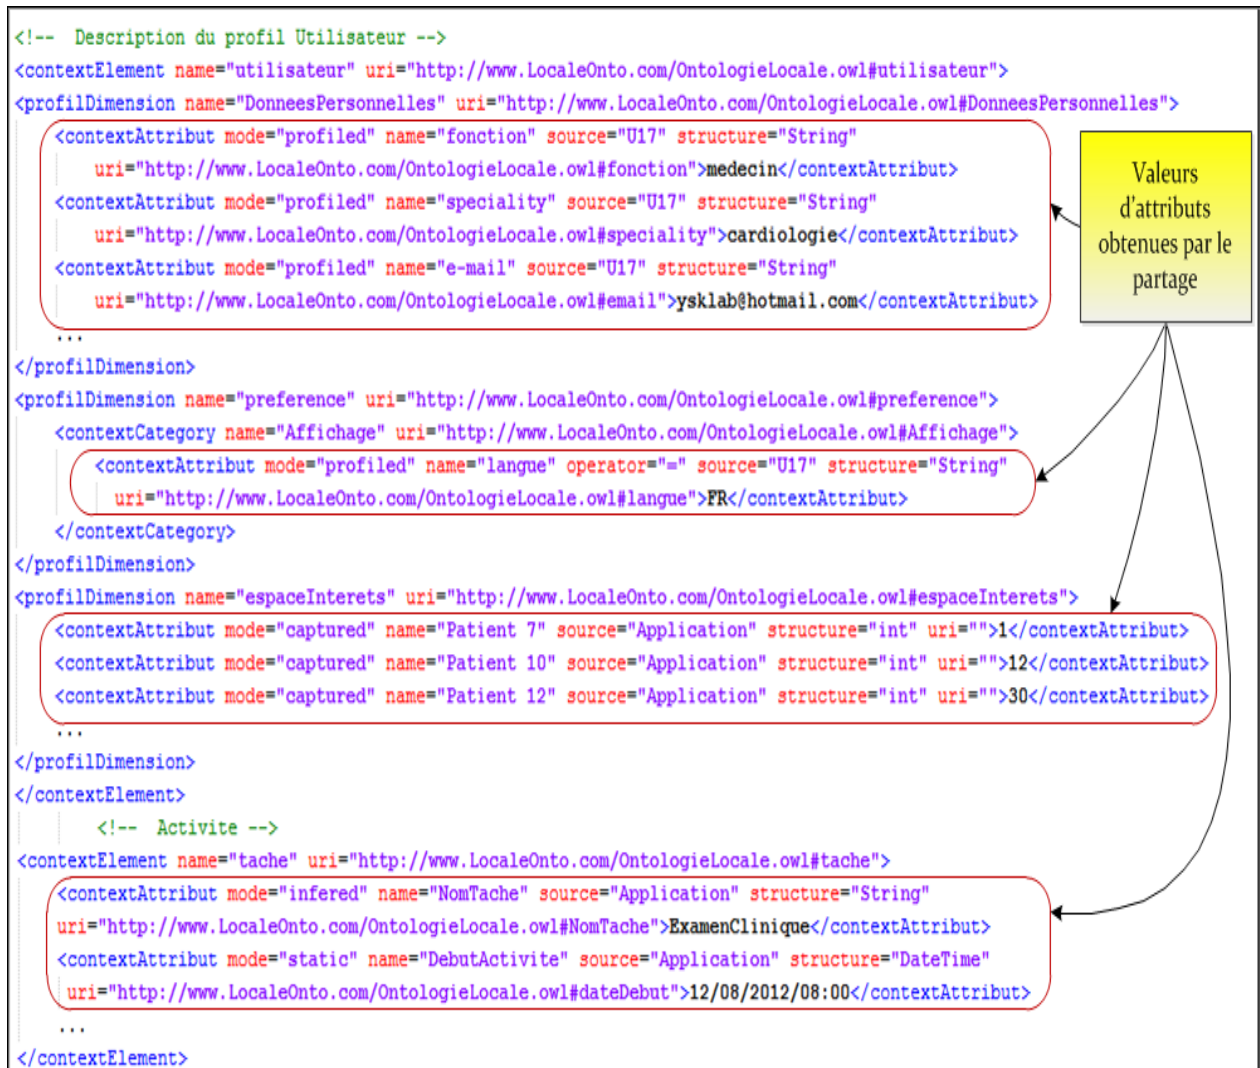 <!--  Description du profil Utilisateur -->
<contextElement name="utilisateur" uri="http://www.LocaleOnto.com/OntologieLocale.owl#utilisateur">
<profilDimension name="DonneesPersonnelles" uri="http://www.LocaleOnto.com/OntologieLocale.owl#DonneesPersonnelles">
<contextAttribut mode="profiled" name="fonction" source="U17" structure="String"
uri="http://www.LocaleOnto.com/OntologieLocale.owl#fonction">medecin</contextAttribut>
<contextAttribut mode="profiled" name="speciality" source="U17" structure="String"
uri="http://www.LocaleOnto.com/OntologieLocale.owl#speciality">cardiologie</contextAttribut>
<contextAttribut mode="profiled" name="e-mail" source="U17" structure="String"
uri="http://www.LocaleOnto.com/OntologieLocale.owl#email">ysklab@hotmail.com</contextAttribut>
...
</profilDimension>
<profilDimension name="preference" uri="http://www.LocaleOnto.com/OntologieLocale.owl#preference">
<contextCategory name="Affichage" uri="http://www.LocaleOnto.com/OntologieLocale.owl#Affichage">
<contextAttribut mode="profiled" name="langue" operator="=" source="U17" structure="String"
uri="http://www.LocaleOnto.com/OntologieLocale.owl#langue">FR</contextAttribut>
</contextCategory>
</profilDimension>
<profilDimension name="espaceInterets" uri="http://www.LocaleOnto.com/OntologieLocale.owl#espaceInterets">
<contextAttribut mode="captured" name="Patient 7" source="Application" structure="int" uri="">1</contextAttribut>
<contextAttribut mode="captured" name="Patient 10" source="Application" structure="int" uri="">12</contextAttribut>
<contextAttribut mode="captured" name="Patient 12" source="Application" structure="int" uri="">30</contextAttribut>
...
</profilDimension>
</contextElement>
<!--  Activite -->
<contextElement name="tache" uri="http://www.LocaleOnto.com/OntologieLocale.owl#tache">
<contextAttribut mode="infered" name="NomTache" source="Application" structure="String"
uri="http://www.LocaleOnto.com/OntologieLocale.owl#NomTache">ExamenClinique</contextAttribut>
<contextAttribut mode="static" name="DebutActivite" source="Application" structure="DateTime"
uri="http://www.LocaleOnto.com/OntologieLocale.owl#dateDebut">12/08/2012/08:00</contextAttribut>
...
</contextElement>
Valeurs
d'attributs
obtenues par le
partage